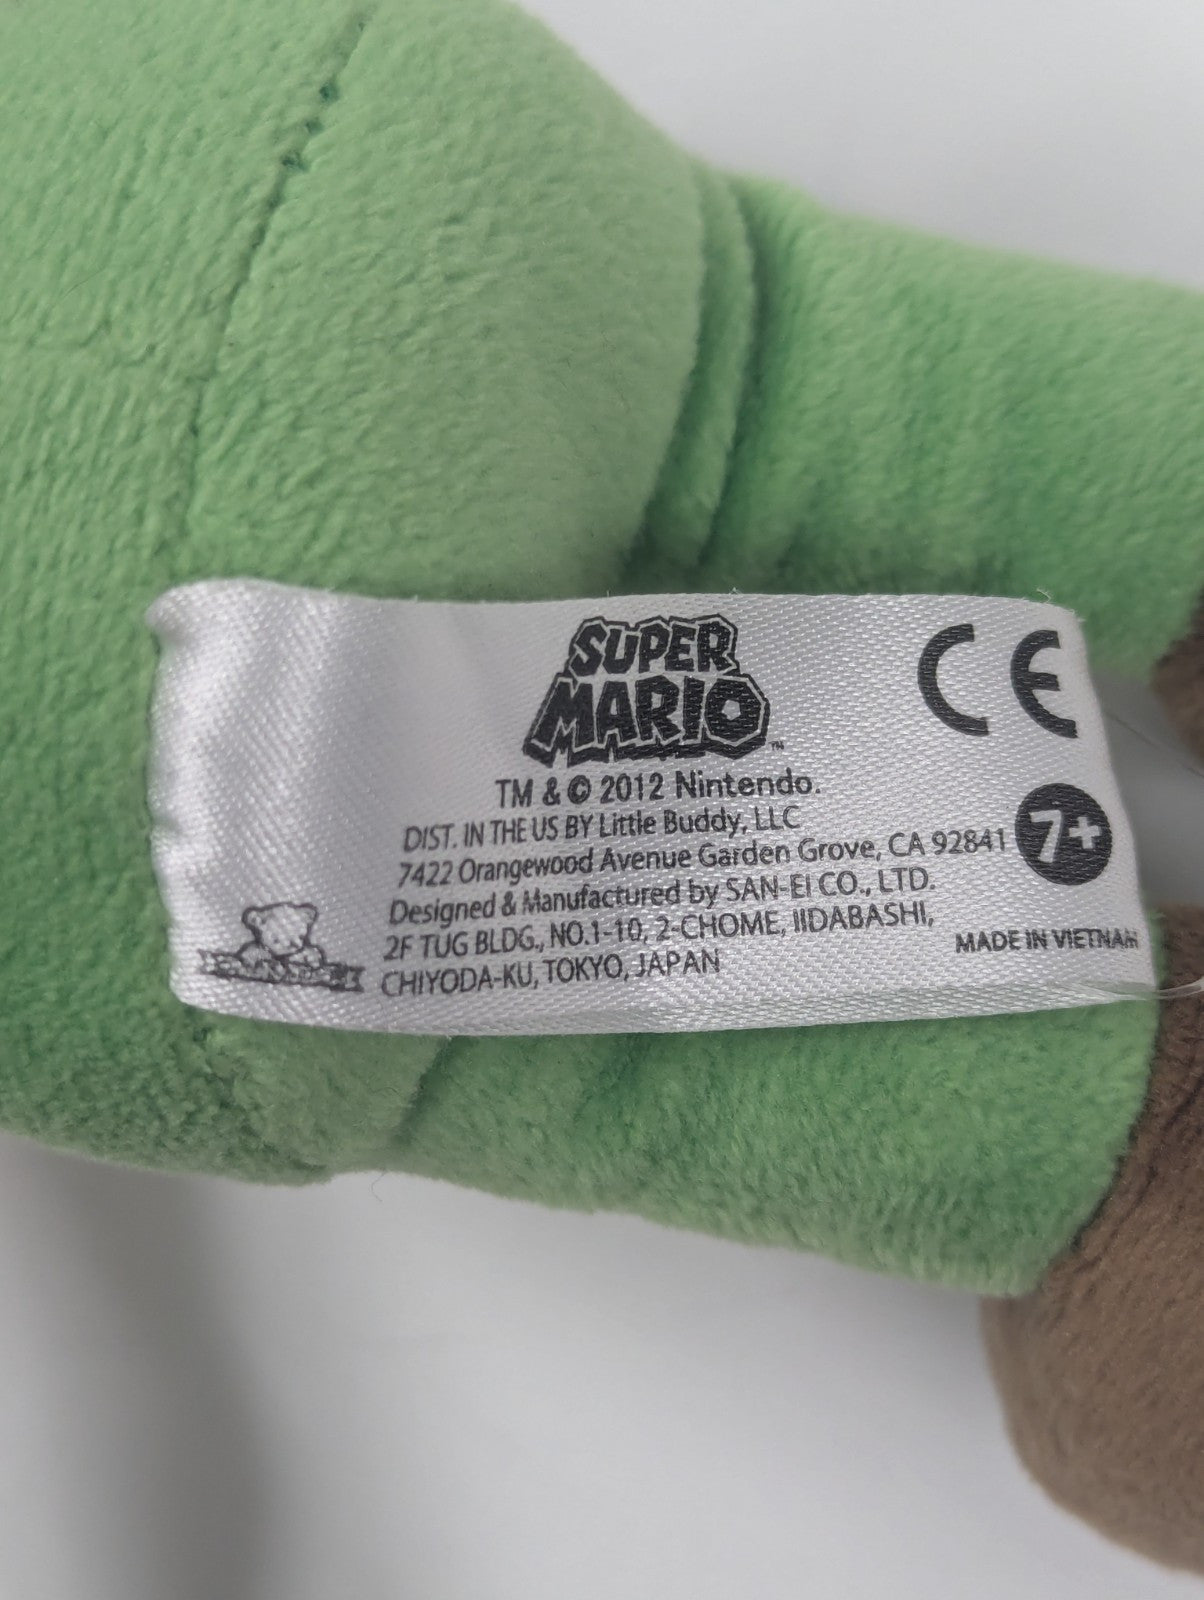 SUPER
MARIO™
CE
TM & © 2012 Nintendo.
DIST. IN THE US BY Little Buddy, LLC
7422 Orangewood Avenue Garden Grove, CA 92841
7+
Designed & Manufactured by SAN-EI CO., LTD.
2F TUG BLDG., NO.1-10, 2-CHOME, IIDABASHI,
CHIYODA-KU, TOKYO, JAPAN
MADE IN VIETNAM